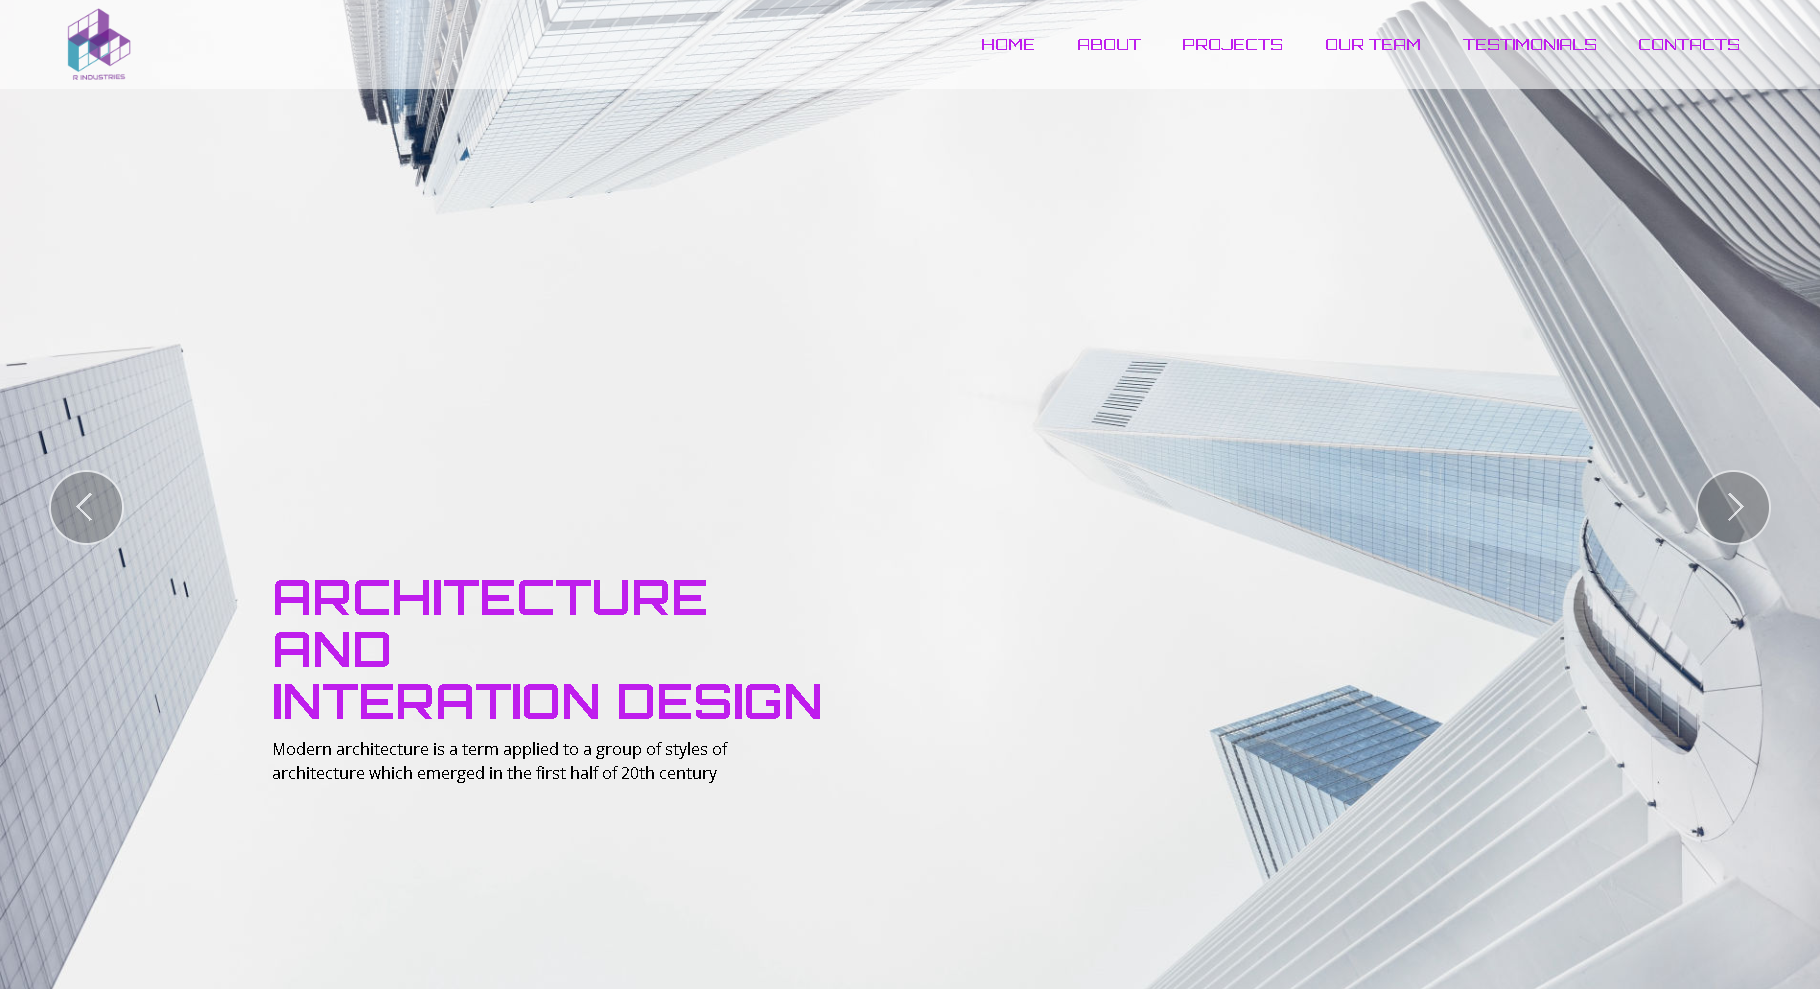 R INDUSTRIES
HOME ABOUT PROJECTS OUR TEAM TESTIMONIALS CONTACTS
ARCHITECTURE
AND
INTERATION DESIGN
Modern architecture is a term applied to a group of styles of
architecture which emerged in the first half of 20th century